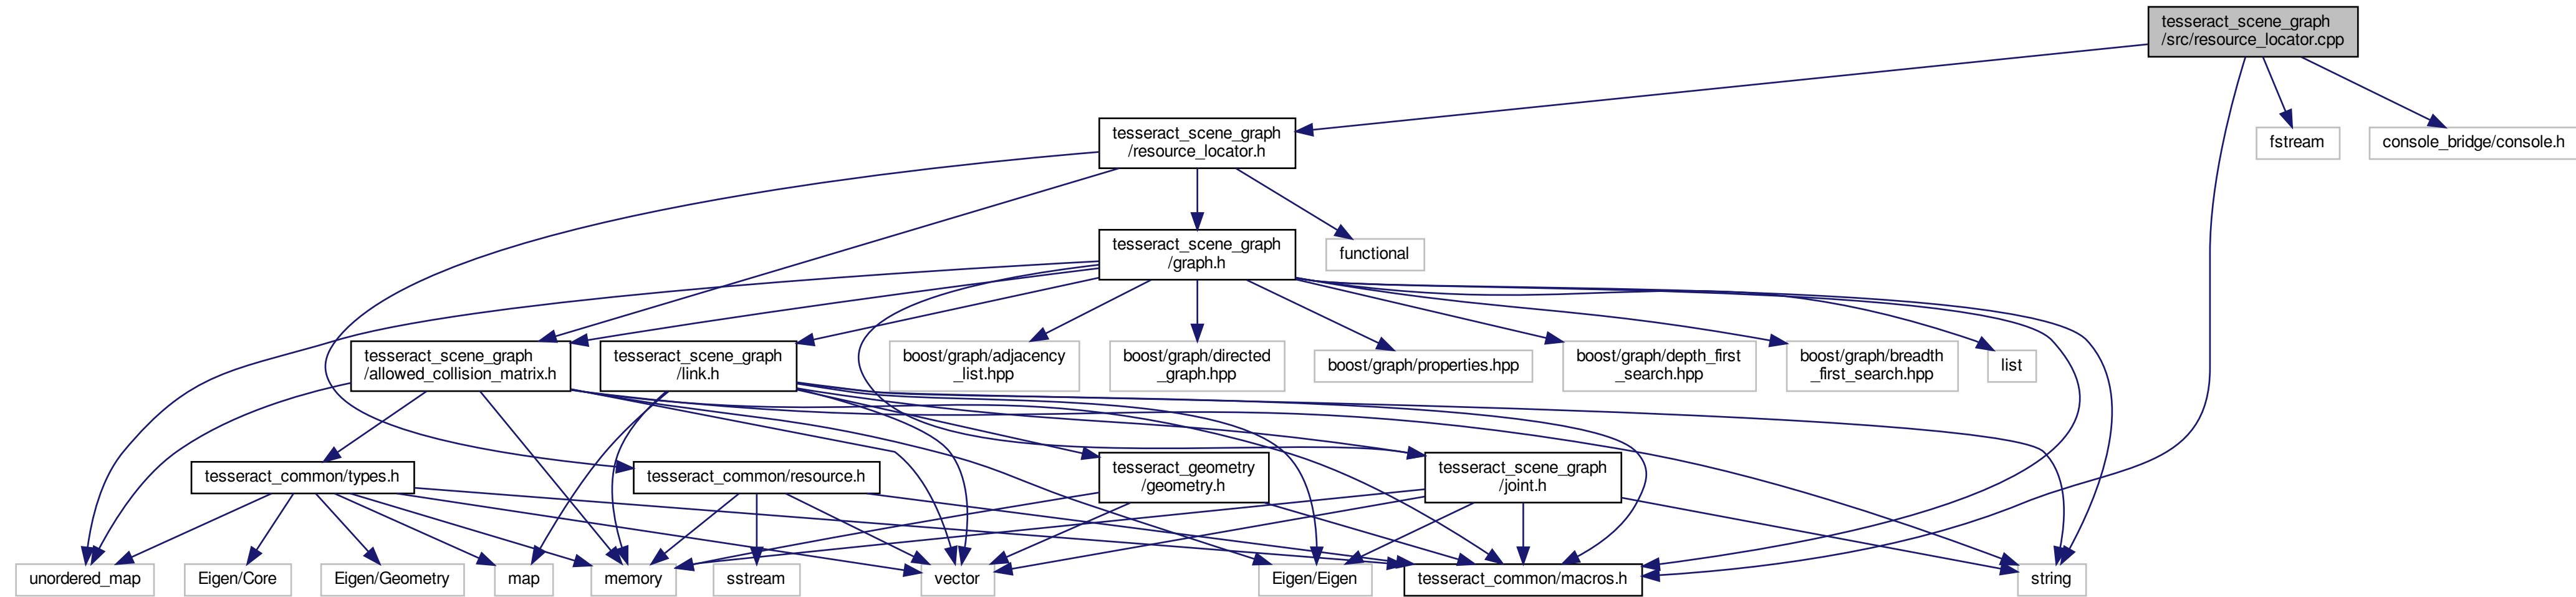 tesseract_scene_graph
/src/resource_locator.cpp
tesseract_scene_graph
/resource_locator.h
fstream
console_bridge/console.h
tesseract_scene_graph
/graph.h
functional
tesseract_scene_graph
/allowed_collision_matrix.h
tesseract_scene_graph
/link.h
boost/graph/adjacency
_list.hpp
boost/graph/directed
_graph.hpp
boost/graph/properties.hpp
boost/graph/depth_first
_search.hpp
boost/graph/breadth
_first_search.hpp
list
tesseract_common/types.h
tesseract_common/resource.h
tesseract_geometry
/geometry.h
tesseract_scene_graph
/joint.h
unordered_map
Eigen/Core
Eigen/Geometry
map
memory
sstream
vector
Eigen/Eigen
tesseract_common/macros.h
string